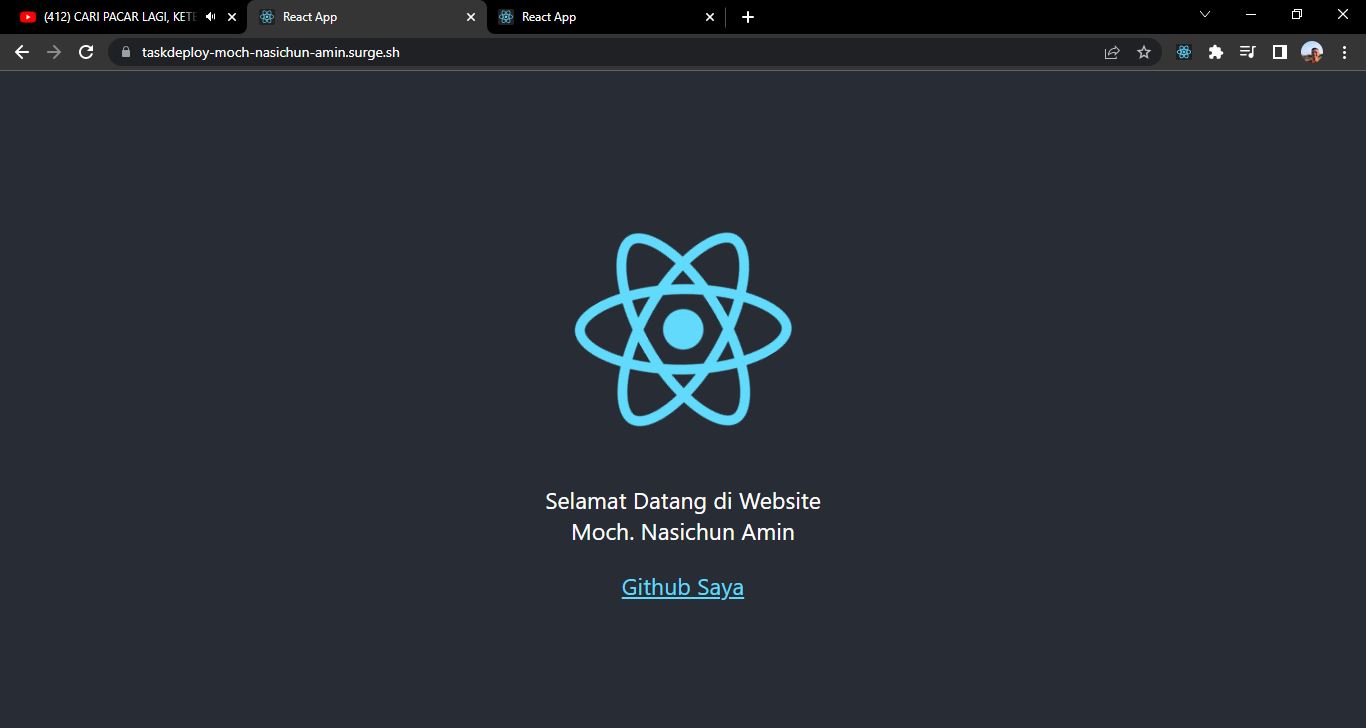 (412) CARI PACAR LAGI,
React App
React App
taskdeploy-moch-nasichun-amin.surge.sh
Selamat Datang di Website
Moch. Nasichun Amin
Github Saya